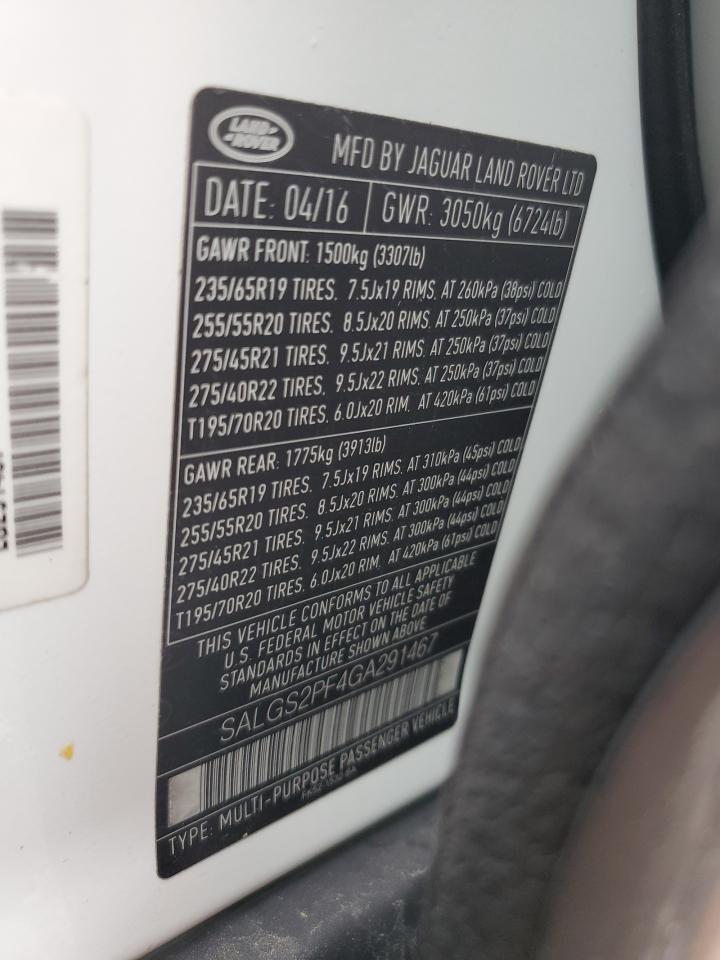 LAND ROVER
MFD BY JAGUAR LAND ROVER LTD
DATE: 04/16 GWR: 3050kg (6724lb)
GAWR FRONT: 1500kg (3307lb)
235/65R19 TIRES. 7.5Jx19 RIMS. AT 260kPa (38psi) COLD
255/55R20 TIRES. 8.5Jx20 RIMS. AT 250kPa (37psi) COLD
275/45R21 TIRES. 9.5Jx21 RIMS. AT 250kPa (37psi) COLD
275/40R22 TIRES. 9.5Jx22 RIMS. AT 250kPa (37psi) COLD
T195/70R20 TIRES. 6.0Jx20 RIM. AT 420kPa (61psi) COLD
GAWR REAR: 1775kg (3913lb)
235/65R19 TIRES. 7.5Jx19 RIMS. AT 310kPa (45psi) COLD
255/55R20 TIRES. 8.5Jx20 RIMS. AT 300kPa (44psi) COLD
275/45R21 TIRES. 9.5Jx21 RIMS. AT 300kPa (44psi) COLD
275/40R22 TIRES. 9.5Jx22 RIMS. AT 300kPa (44psi) COLD
T195/70R20 TIRES. 6.0Jx20 RIM. AT 420kPa (61psi) COLD
THIS VEHICLE CONFORMS TO ALL APPLICABLE
U.S. FEDERAL MOTOR VEHICLE SAFETY
STANDARDS IN EFFECT ON THE DATE OF
MANUFACTURE SHOWN ABOVE
SALGS2PF4GA291467
TYPE: MULTI-PURPOSE PASSENGER VEHICLE